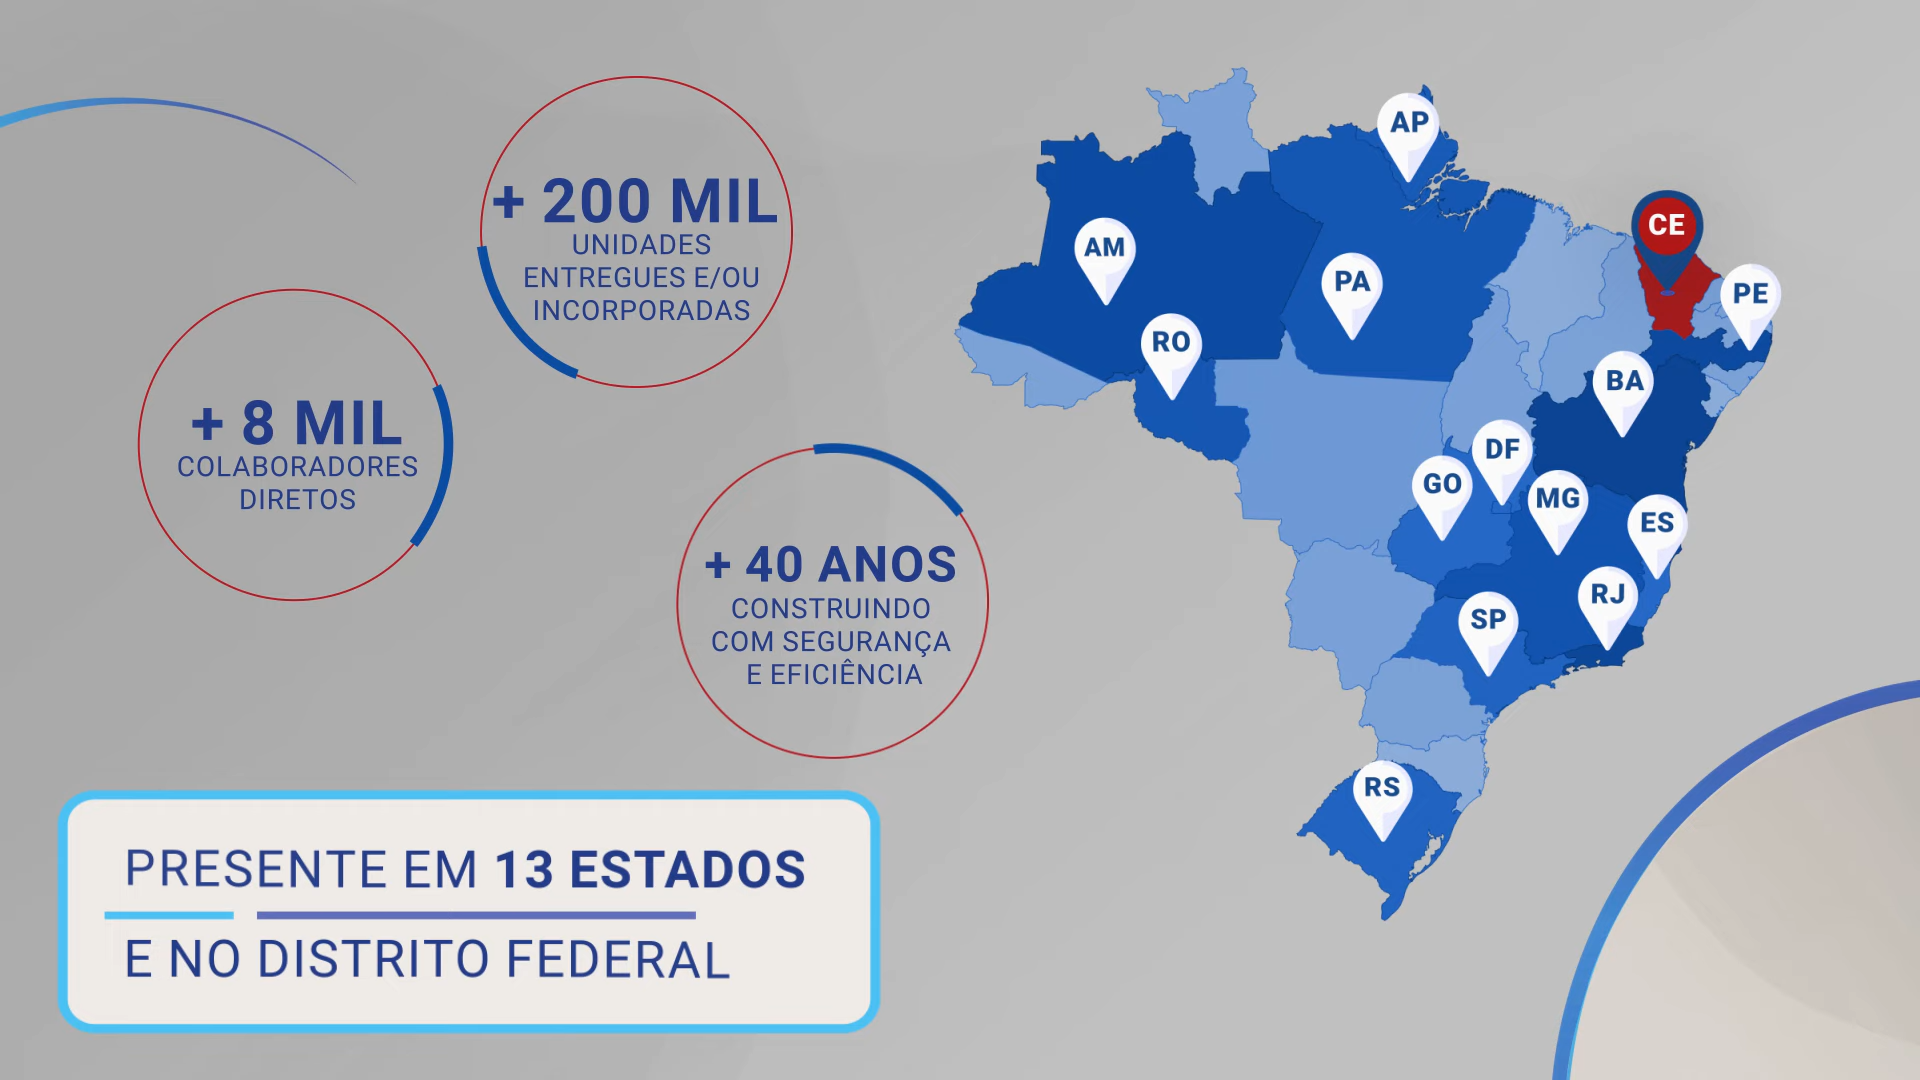 + 200 MIL
UNIDADES
ENTREGUES E/OU
INCORPORADAS
+ 8 MIL
COLABORADORES
DIRETOS
+ 40 ANOS
CONSTRUINDO
COM SEGURANÇA
E EFICIÊNCIA
PRESENTE EM 13 ESTADOS
E NO DISTRITO FEDERAL
AP
CE
AM
PA
PE
RO
BA
DF
GO
MG
ES
RJ
SP
RS